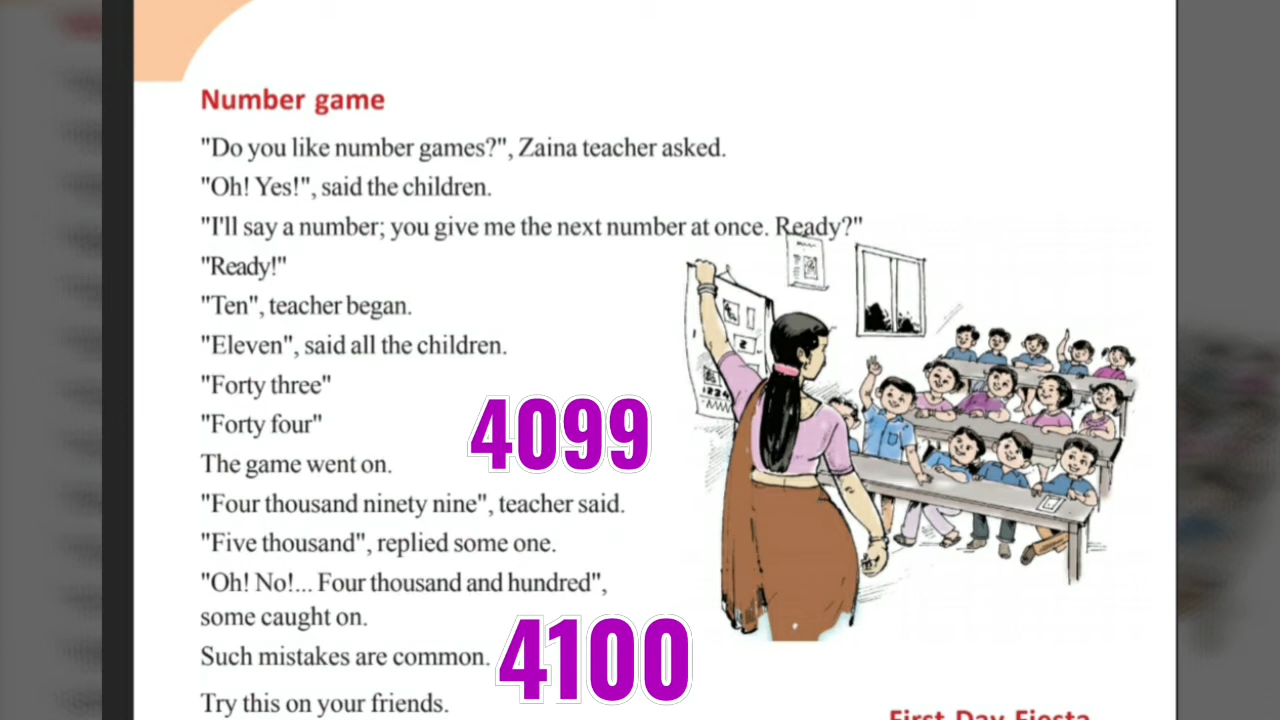 Number game
"Do you like number games?", Zaina teacher asked.
"Oh! Yes!", said the children.
"I'll say a number; you give me the next number at once. Ready?"
"Ready!"
"Ten", teacher began.
"Eleven", said all the children.
"Forty three"
"Forty four"
4099
The game went on.
"Four thousand ninety nine", teacher said.
"Five thousand", replied some one.
"Oh! No!... Four thousand and hundred",
some caught on.
4100
Such mistakes are common.
Try this on your friends.
First Day Fiesta